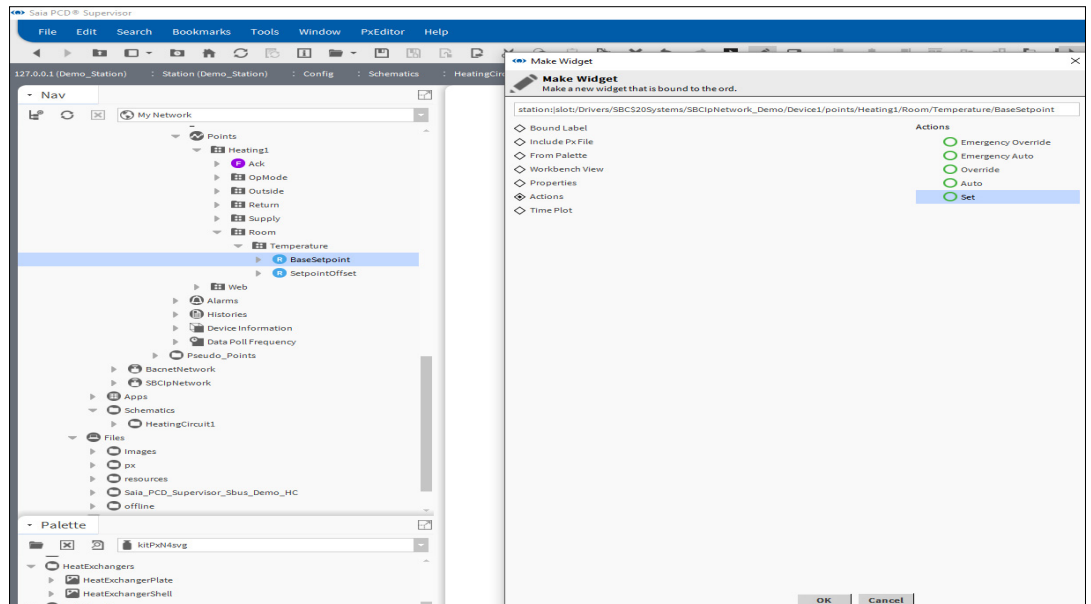 Saia PCD® Supervisor
File Edit Search Bookmarks Tools Window PxEditor Help
127.0.0.1 (Demo_Station) : Station (Demo_Station) : Config : Schematics : HeatingCir
Nav
My Network
Points
Heating1
F Ack
OpMode
Outside
Return
Supply
Room
Temperature
R BaseSetpoint
R SetpointOffset
Web
Alarms
Histories
Device Information
Data Poll Frequency
Pseudo_Points
BacnetNetwork
SBCIpNetwork
Apps
Schematics
HeatingCircuit1
Files
Images
px
resources
Saia_PCD_Supervisor_Sbus_Demo_HC
offline
Palette
kitPxN4svg
HeatExchangers
HeatExchangerPlate
HeatExchangerShell
Make Widget
Make Widget
Make a new widget that is bound to the ord.
station:|slot:/Drivers/SBC$20Systems/SBCIpNetwork_Demo/Device1/points/Heating1/Room/Temperature/BaseSetpoint
Bound Label
Include Px File
From Palette
Workbench View
Properties
Actions
Time Plot
Actions
Emergency Override
Emergency Auto
Override
Auto
Set
OK Cancel